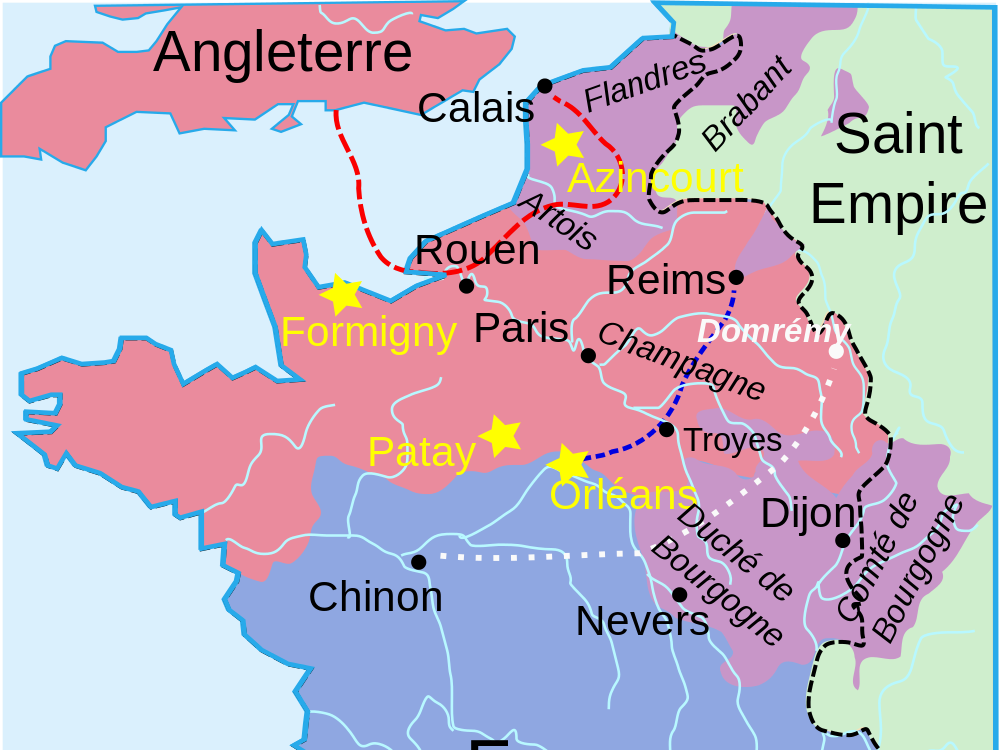 Angleterre
Calais
Flandres
Brabant
Saint
Empire
Azincourt
Artois
Rouen
Reims
Formigny
Paris
Domrémy
Champagne
Patay
Troyes
Orléans
Dijon
Duché de
Bourgogne
Comté de
Bourgogne
Chinon
Nevers